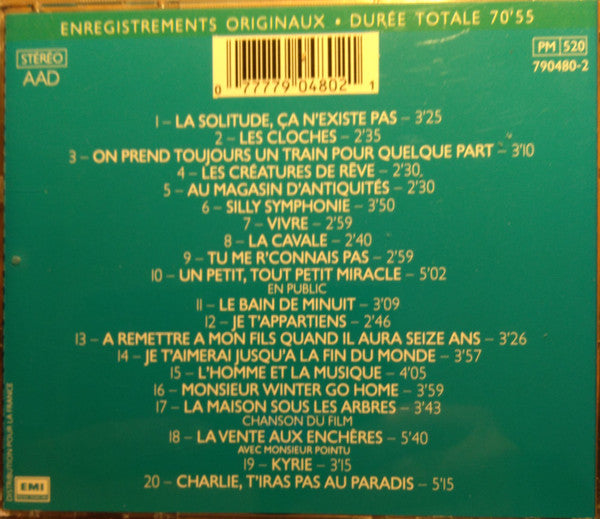 ENREGISTREMENTS ORIGINAUX • DURÉE TOTALE 70'55
STÉRÉO
AAD
PM 520
790480-2
0 77779 04802 1
1 – LA SOLITUDE, ÇA N'EXISTE PAS – 3'25
2 – LES CLOCHES – 2'35
3 – ON PREND TOUJOURS UN TRAIN POUR QUELQUE PART – 3'10
4 – LES CRÉATURES DE RÊVE – 2'30
5 – AU MAGASIN D'ANTIQUITÉS – 2'30
6 – SILLY SYMPHONIE – 3'50
7 – VIVRE – 2'59
8 – LA CAVALE – 2'40
9 – TU ME R'CONNAIS PAS – 2'59
10 – UN PETIT, TOUT PETIT MIRACLE – 5'02
EN PUBLIC
11 – LE BAIN DE MINUIT – 3'09
12 – JE T'APPARTIENS – 2'46
13 – A REMETTRE A MON FILS QUAND IL AURA SEIZE ANS – 3'26
14 – JE T'AIMERAI JUSQU'A LA FIN DU MONDE – 3'57
15 – L'HOMME ET LA MUSIQUE – 4'05
16 – MONSIEUR WINTER GO HOME – 3'59
17 – LA MAISON SOUS LES ARBRES – 3'43
CHANSON DU FILM
18 – LA VENTE AUX ENCHÈRES – 5'40
AVEC MONSIEUR POINTU
19 – KYRIE – 3'15
20 – CHARLIE, T'IRAS PAS AU PARADIS – 5'15
DISTRIBUTION POUR LA FRANCE
EMI